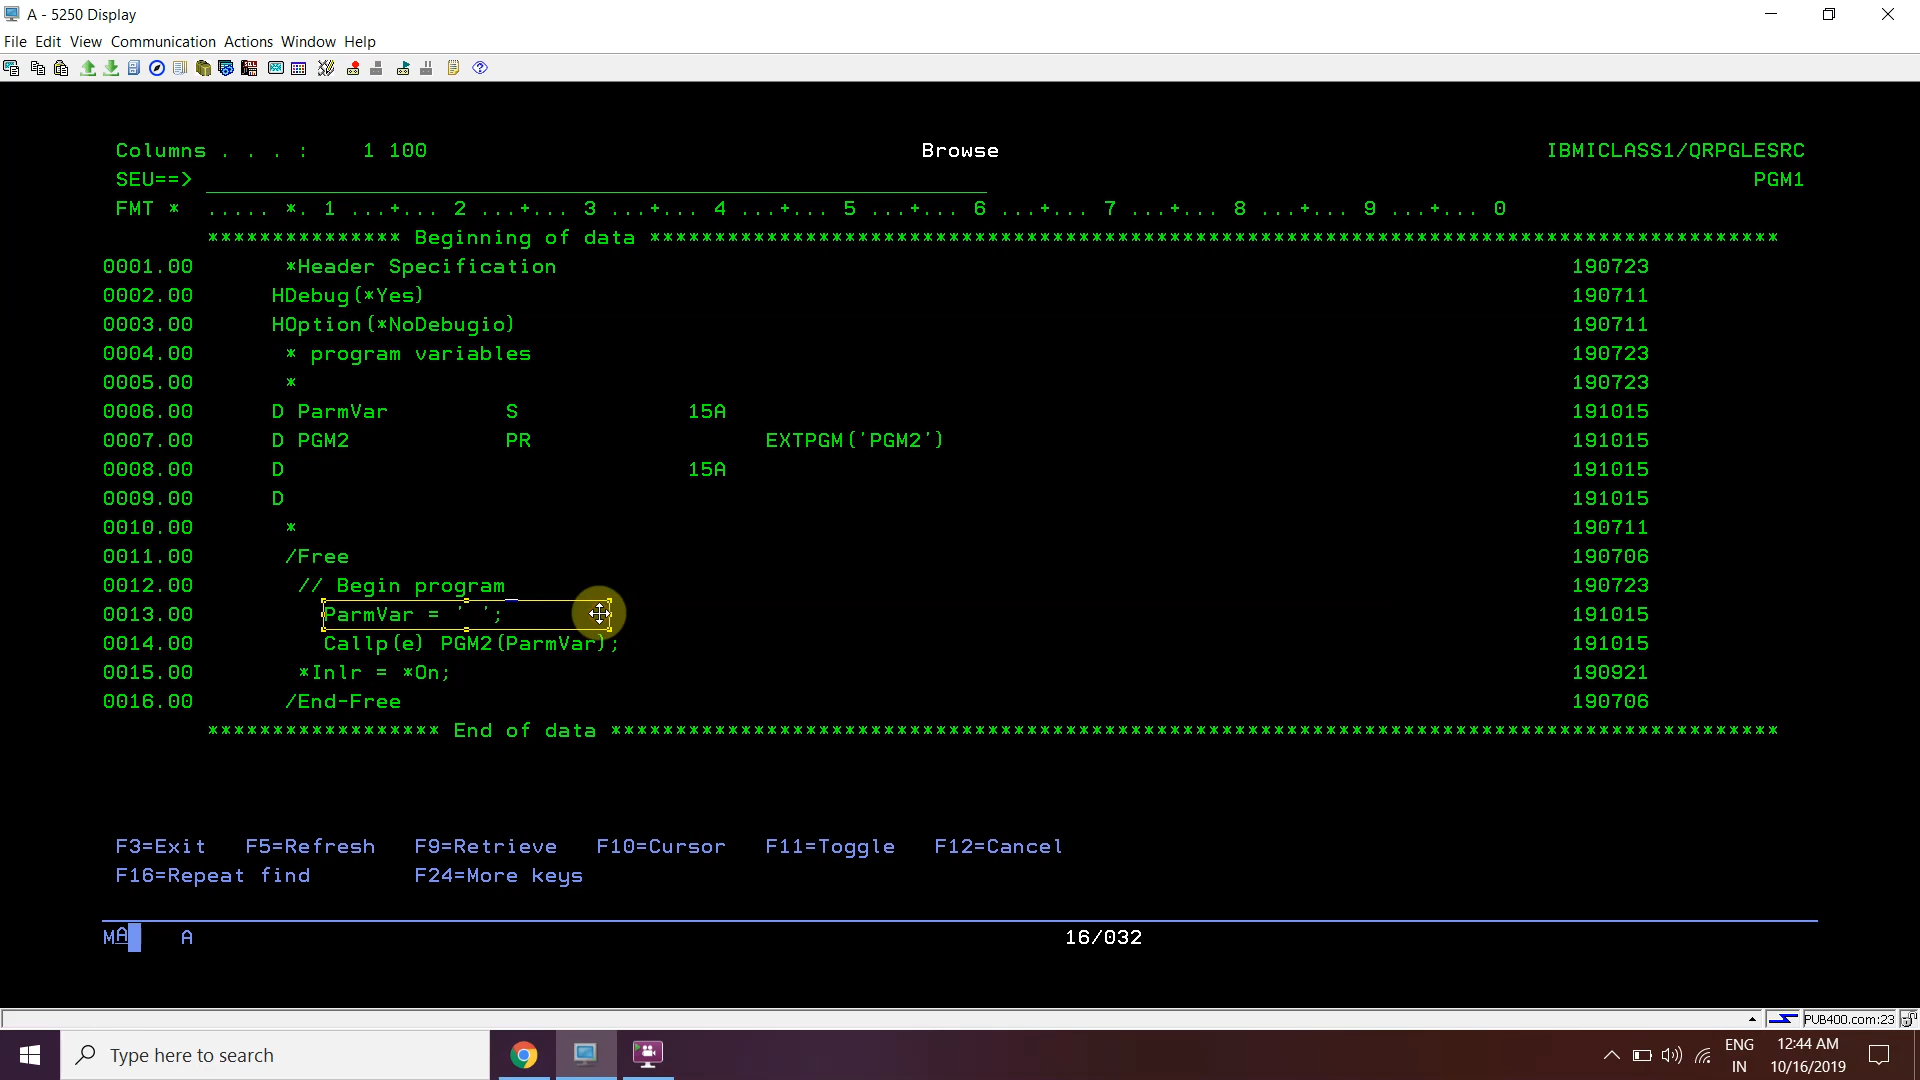 A - 5250 Display
File Edit View Communication Actions Window Help
Columns . . . : 1 100 Browse IBMICLASS1/QRPGLESRC
SEU==> PGM1
FMT * ..... *. 1 ...+... 2 ...+... 3 ...+... 4 ...+... 5 ...+... 6 ...+... 7 ...+... 8 ...+... 9 ...+... 0
*************** Beginning of data ***************************************************************************************
0001.00 *Header Specification 190723
0002.00 HDebug(*Yes) 190711
0003.00 HOption(*NoDebugio) 190711
0004.00 * program variables 190723
0005.00 * 190723
0006.00 D ParmVar S 15A 191015
0007.00 D PGM2 PR EXTPGM('PGM2') 191015
0008.00 D 15A 191015
0009.00 D 191015
0010.00 * 190711
0011.00 /Free 190706
0012.00 // Begin program 190723
0013.00 ParmVar = ' '; 191015
0014.00 Callp(e) PGM2(ParmVar); 191015
0015.00 *Inlr = *On; 190921
0016.00 /End-Free 190706
****************** End of data ******************************************************************************************
F3=Exit F5=Refresh F9=Retrieve F10=Cursor F11=Toggle F12=Cancel
F16=Repeat find F24=More keys
MA A 16/032
PUB400.com:23
Type here to search
ENG
IN
12:44 AM
10/16/2019